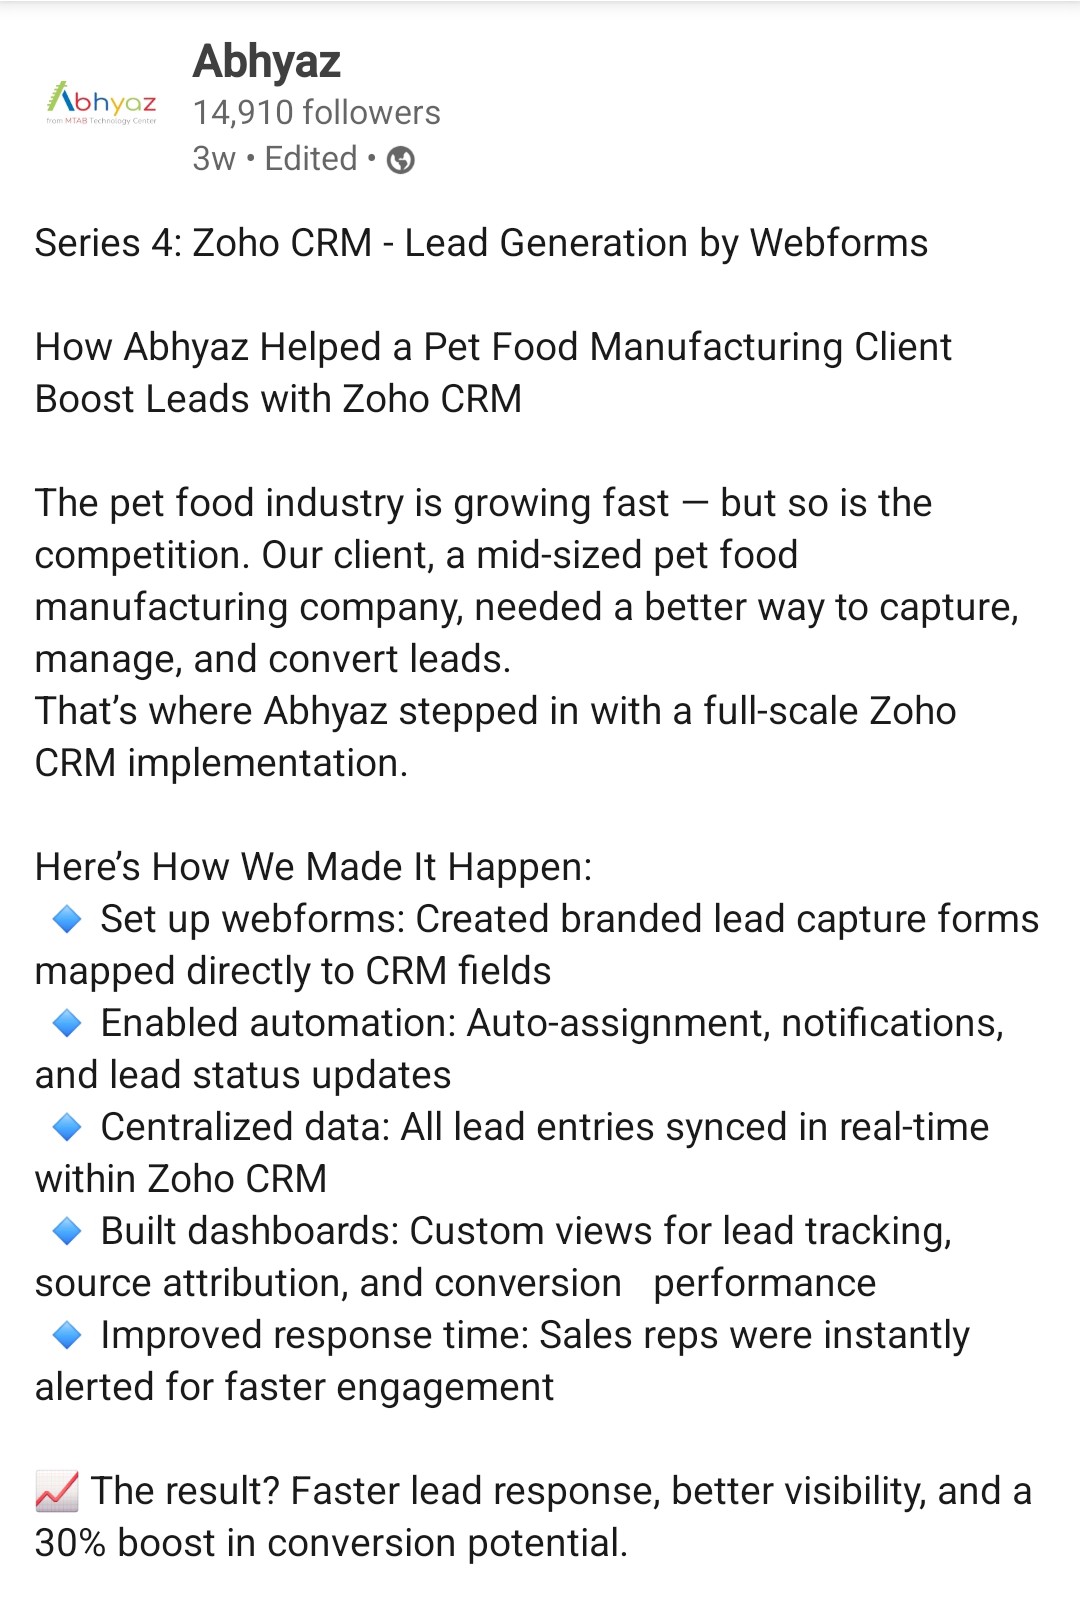 Abhyaz
from MTAB Technology Center
Abhyaz
14,910 followers
3w • Edited •
Series 4: Zoho CRM - Lead Generation by Webforms
How Abhyaz Helped a Pet Food Manufacturing Client
Boost Leads with Zoho CRM
The pet food industry is growing fast — but so is the
competition. Our client, a mid-sized pet food
manufacturing company, needed a better way to capture,
manage, and convert leads.
That’s where Abhyaz stepped in with a full-scale Zoho
CRM implementation.
Here’s How We Made It Happen:
🔹 Set up webforms: Created branded lead capture forms
mapped directly to CRM fields
🔹 Enabled automation: Auto-assignment, notifications,
and lead status updates
🔹 Centralized data: All lead entries synced in real-time
within Zoho CRM
🔹 Built dashboards: Custom views for lead tracking,
source attribution, and conversion   performance
🔹 Improved response time: Sales reps were instantly
alerted for faster engagement
📈 The result? Faster lead response, better visibility, and a
30% boost in conversion potential.